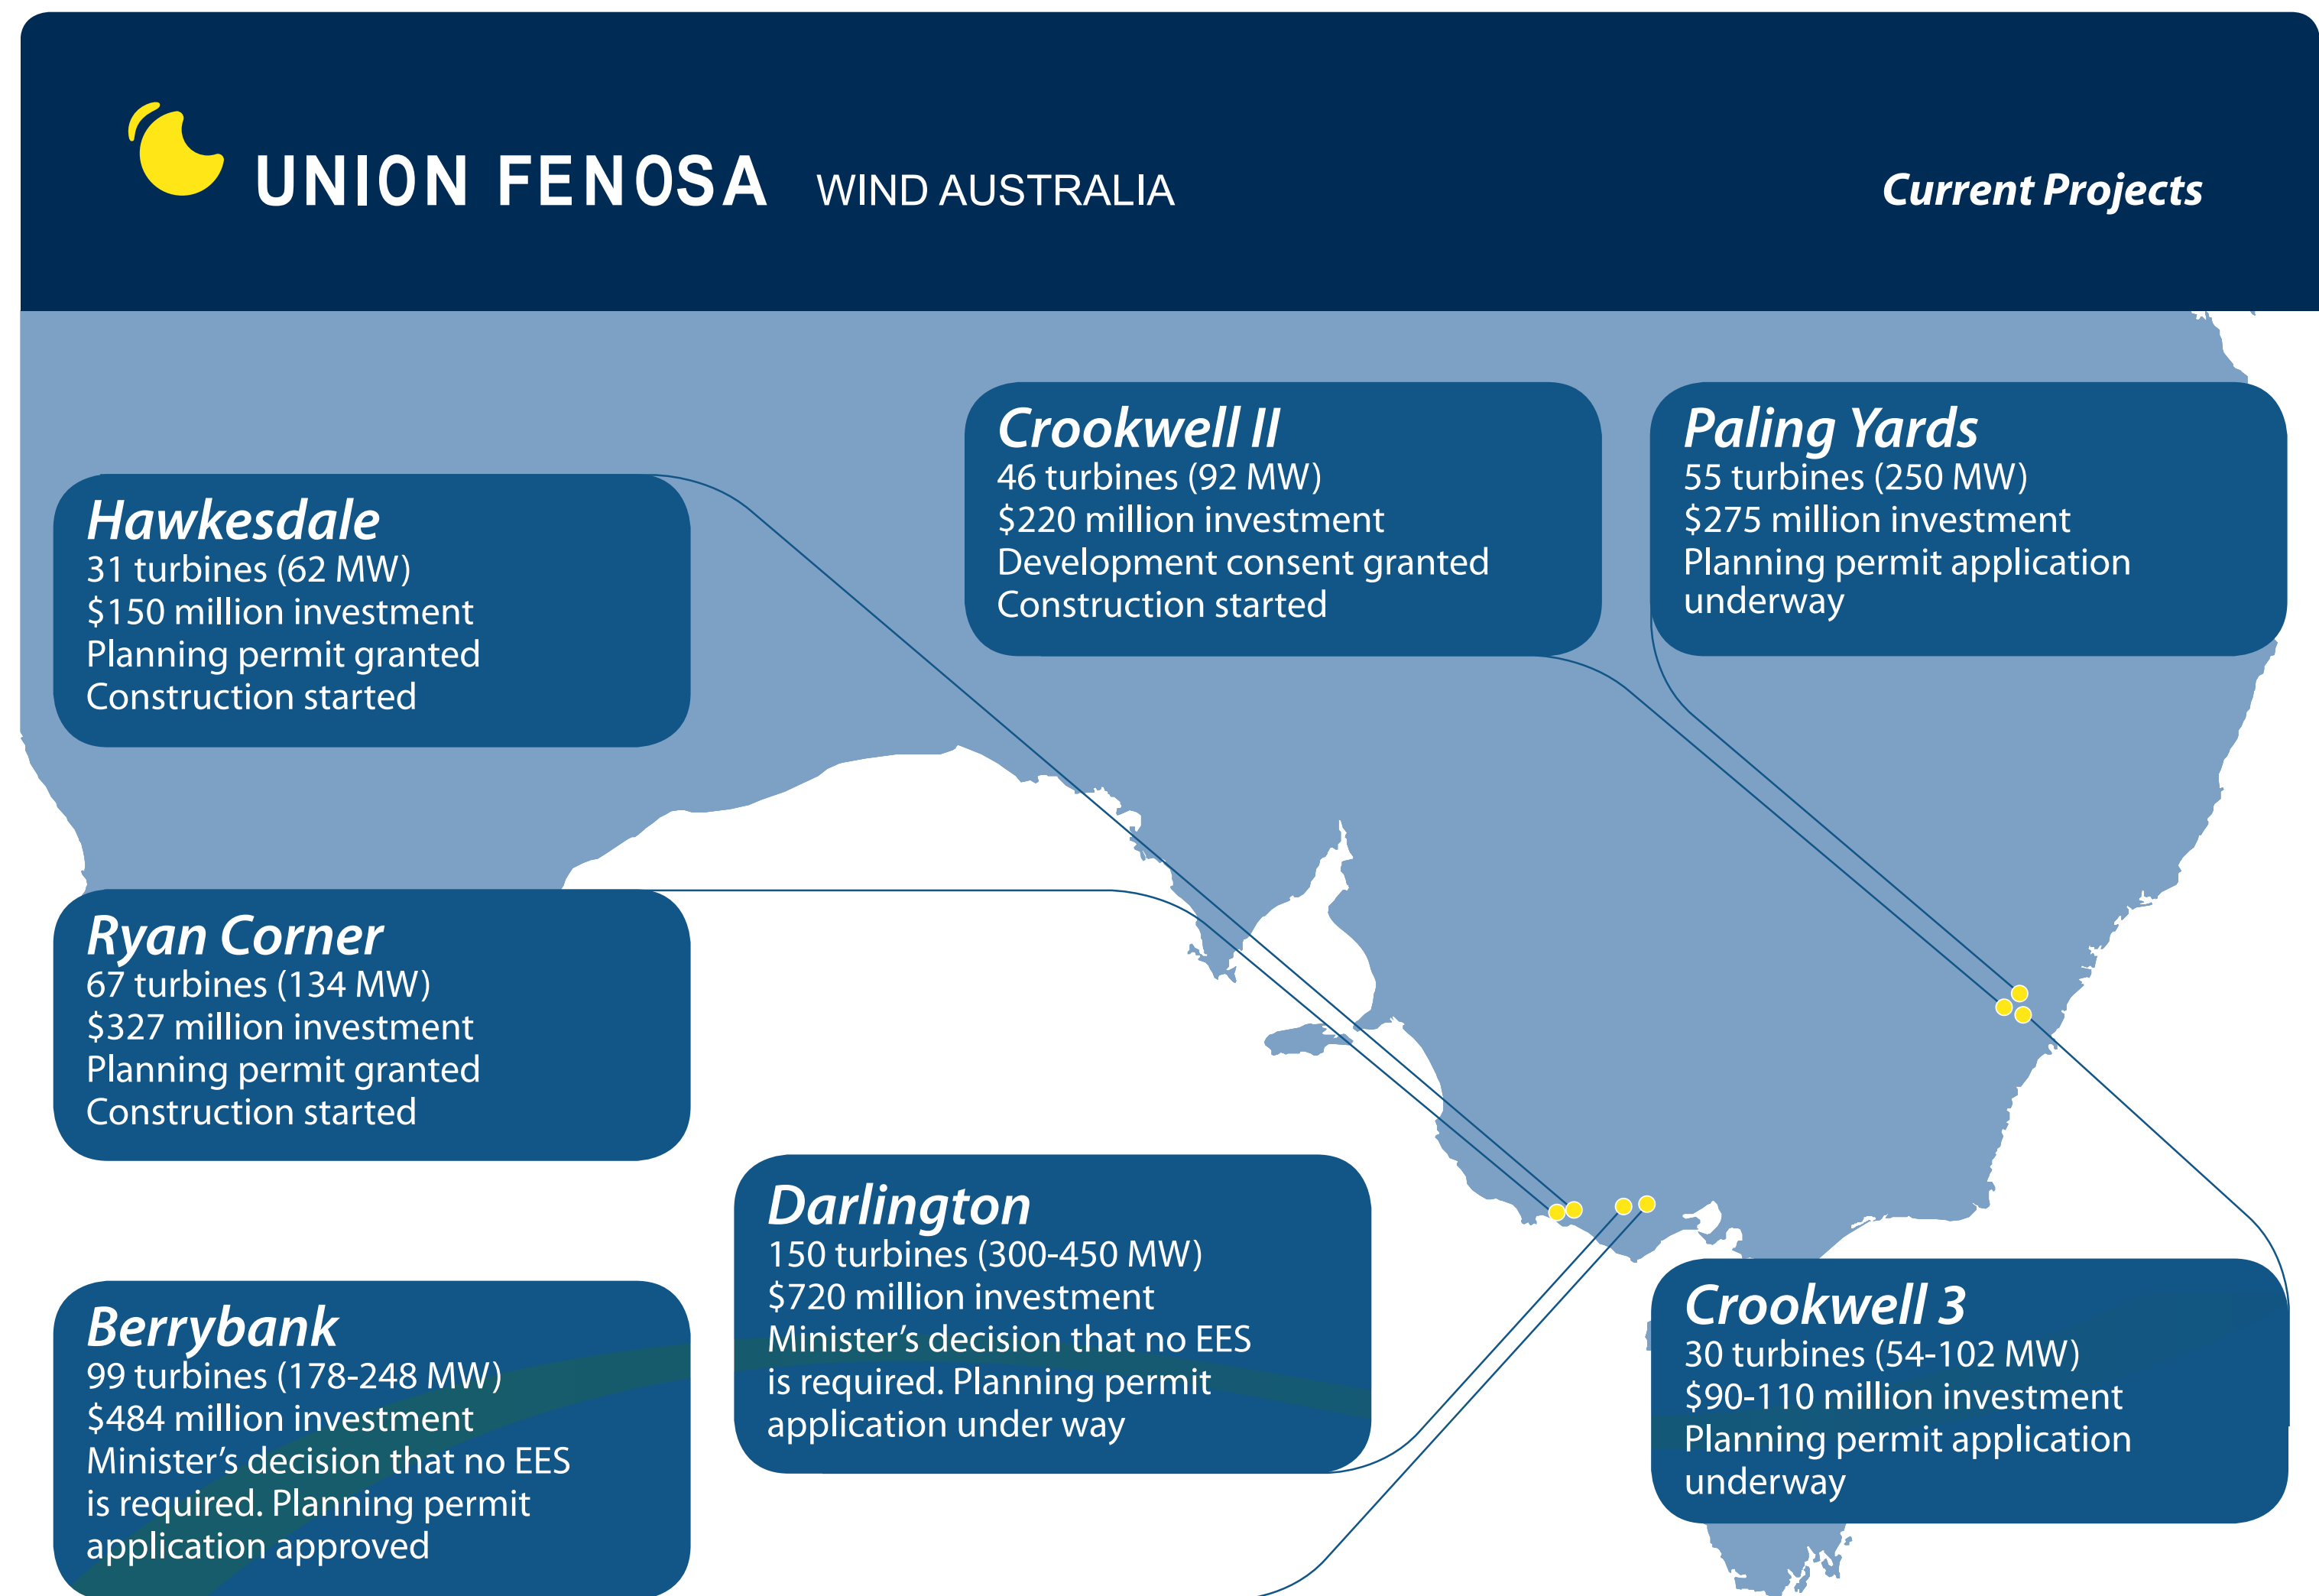 UNION FENOSA WIND AUSTRALIA
Current Projects
Hawkesdale
31 turbines (62 MW)
$150 million investment
Planning permit granted
Construction started
Crookwell II
46 turbines (92 MW)
$220 million investment
Development consent granted
Construction started
Paling Yards
55 turbines (250 MW)
$275 million investment
Planning permit application
underway
Ryan Corner
67 turbines (134 MW)
$327 million investment
Planning permit granted
Construction started
Darlington
150 turbines (300-450 MW)
$720 million investment
Minister’s decision that no EES
is required. Planning permit
application under way
Berrybank
99 turbines (178-248 MW)
$484 million investment
Minister’s decision that no EES
is required. Planning permit
application approved
Crookwell 3
30 turbines (54-102 MW)
$90-110 million investment
Planning permit application
underway